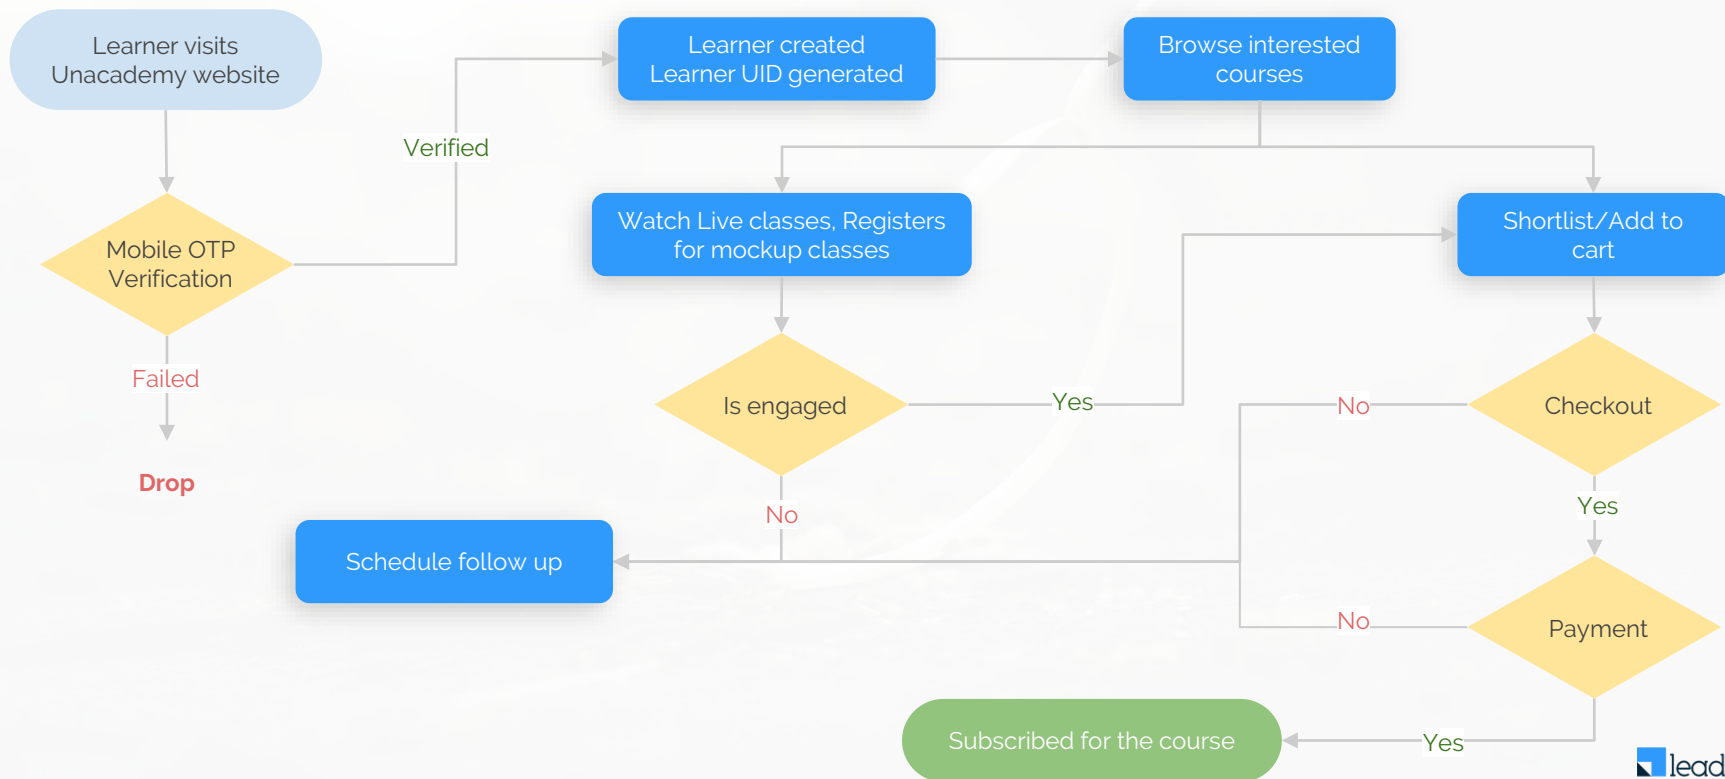 Learner visits
Unacademy website
Learner created
Learner UID generated
Browse interested
courses
Verified
Mobile OTP
Verification
Watch Live classes, Registers
for mockup classes
Shortlist/Add to
cart
Failed
Is engaged
Yes
No
Checkout
Drop
No
Yes
Schedule follow up
No
Payment
Subscribed for the course
Yes
lead